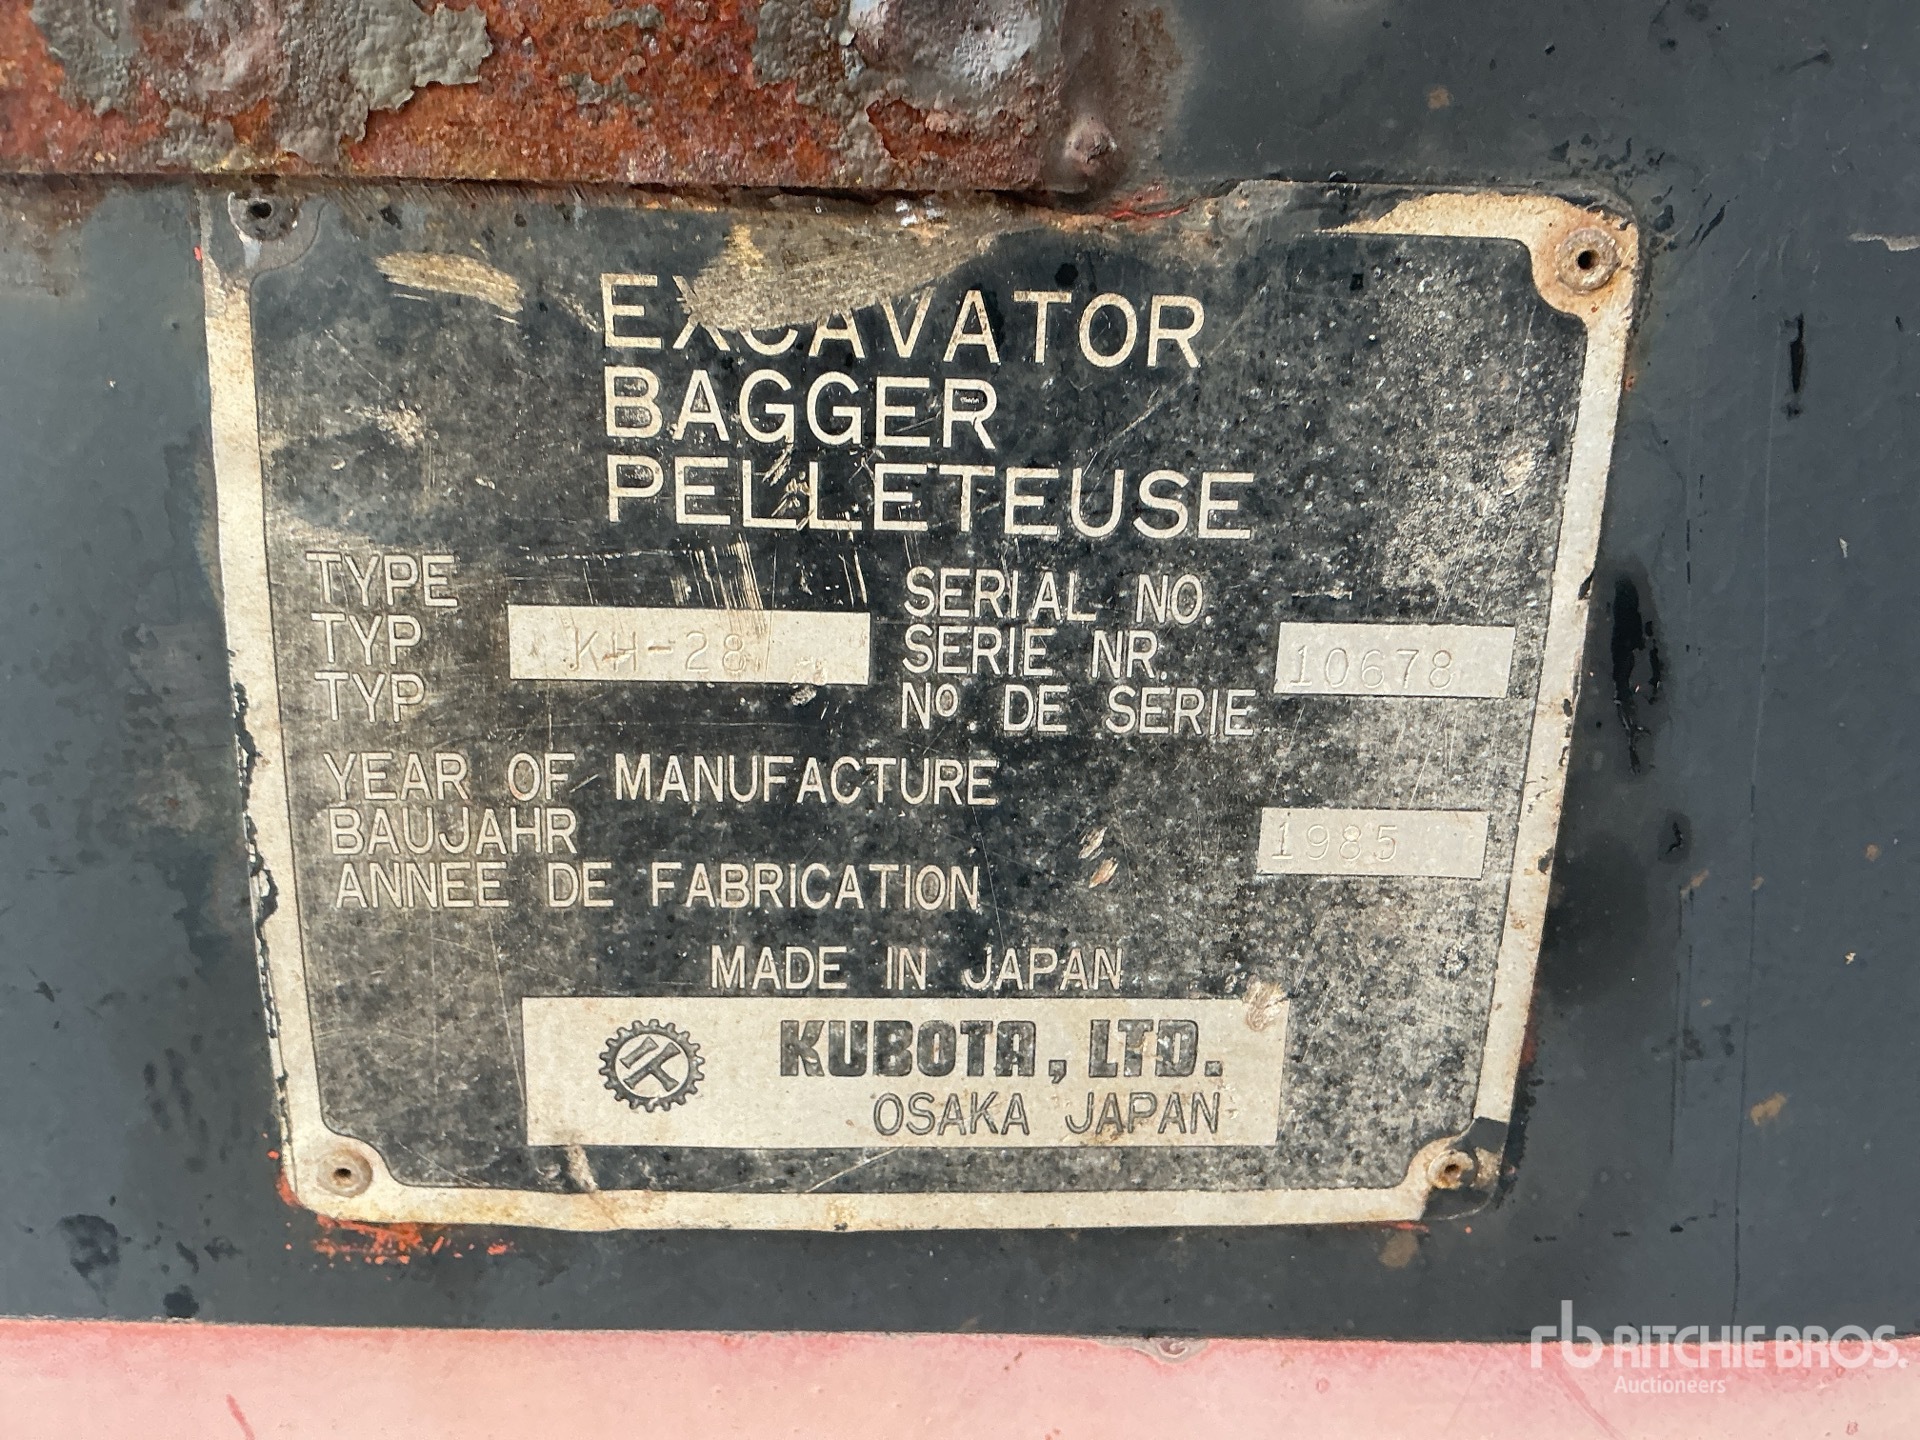 EXCAVATOR
BAGGER
PELLETEUSE
TYPE
TYP KH-28
TYP
SERIAL NO.
SERIE NR. 10678
Nº DE SERIE
YEAR OF MANUFACTURE
BAUJAHR 1985
ANNEE DE FABRICATION
MADE IN JAPAN
KUBOTA, LTD.
OSAKA JAPAN
rb RITCHIE BROS.
Auctioneers